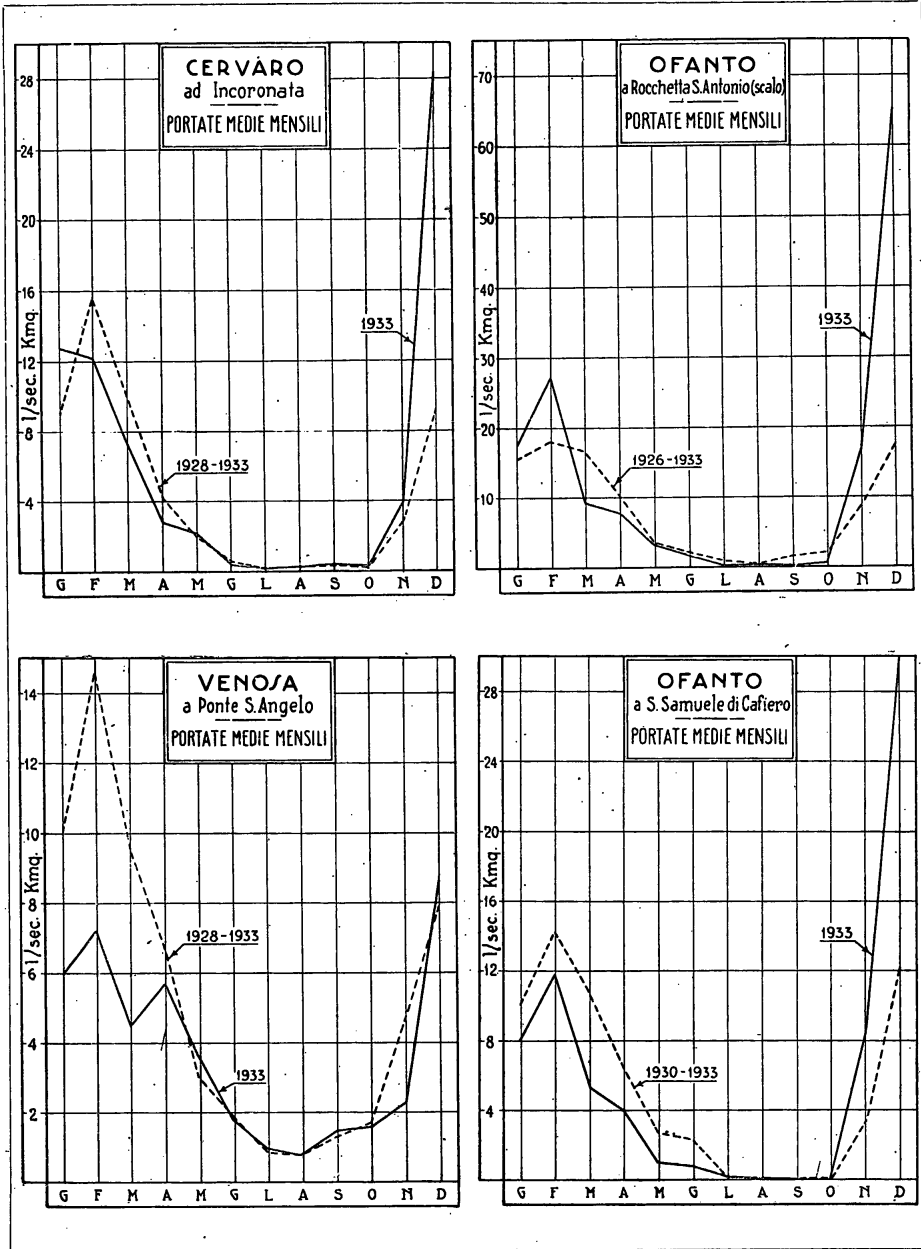 CERVÁRO
ad Incoronata
PORTATE MEDIE MENSILI
28
24
20
16
12
8
4
l/sec. Kmq.
1933
1928-1933
G F M A M G L A S O N D
OFANTO
a Rocchetta S. Antonio (scalo)
PORTATE MEDIE MENSILI
70
60
50
40
30
20
10
l/sec. Kmq.
1933
1926-1933
G F M A M G L A S O N D
VENOSA
a Ponte S. Angelo
PORTATE MEDIE MENSILI
14
12
10
8
6
4
2
l/sec. Kmq.
1928-1933
1933
G F M A M G L A S O N D
OFANTO
a S. Samuele di Cafiero
PORTATE MEDIE MENSILI
28
24
20
16
12
8
4
l/sec. Kmq.
1933
1930-1933
G F M A M G L A S O N D